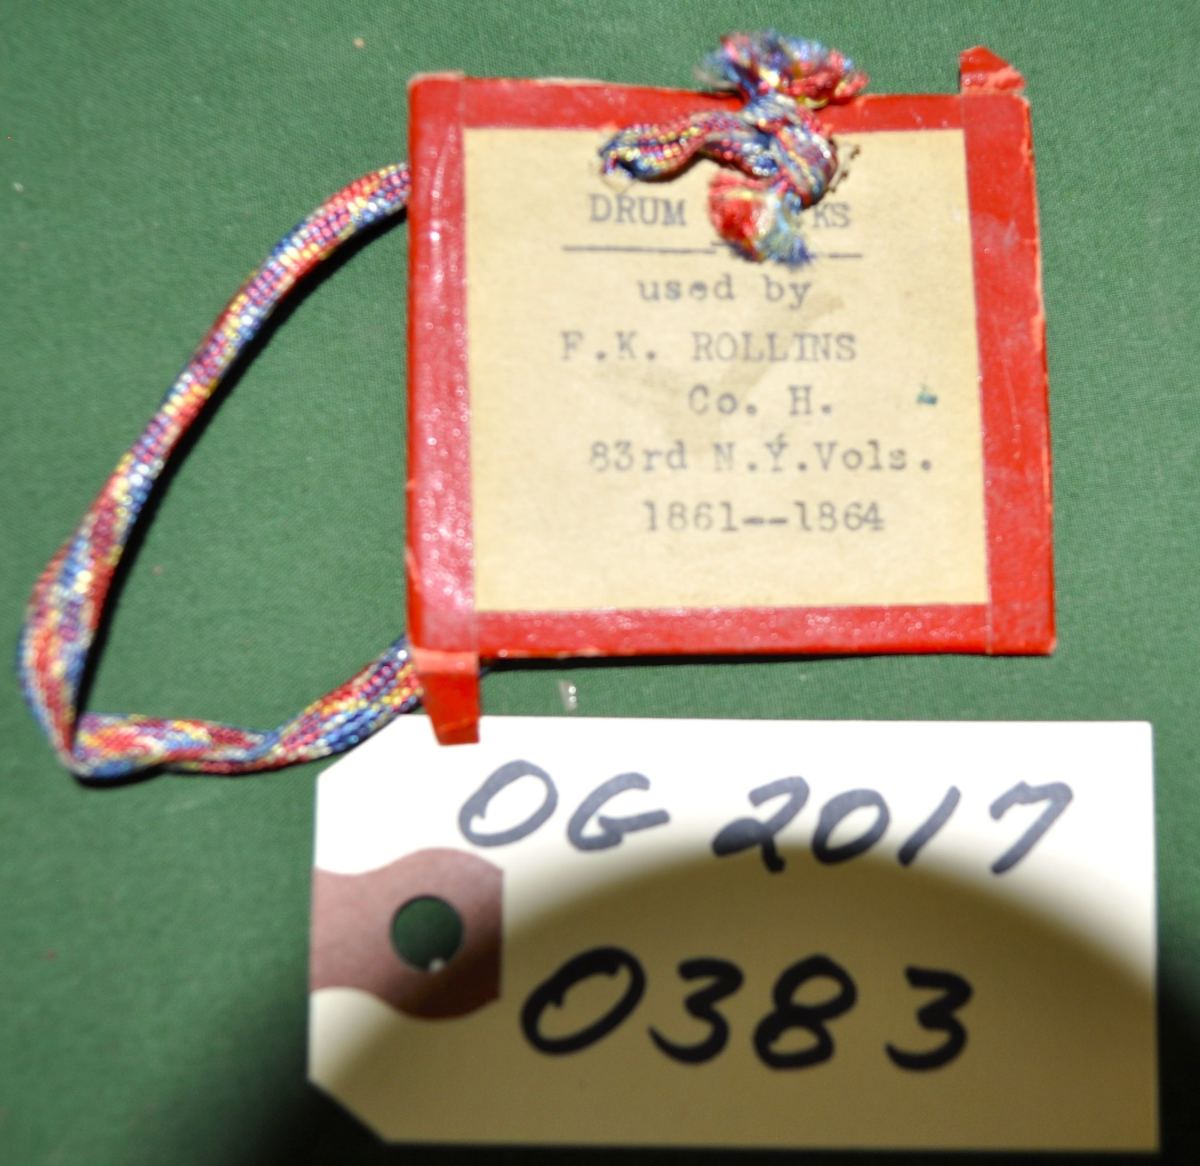 DRUM
used by
F.K. ROLLINS
Co. H.
83rd N.Y.Vols.
1861--1864
OG 2017
0383